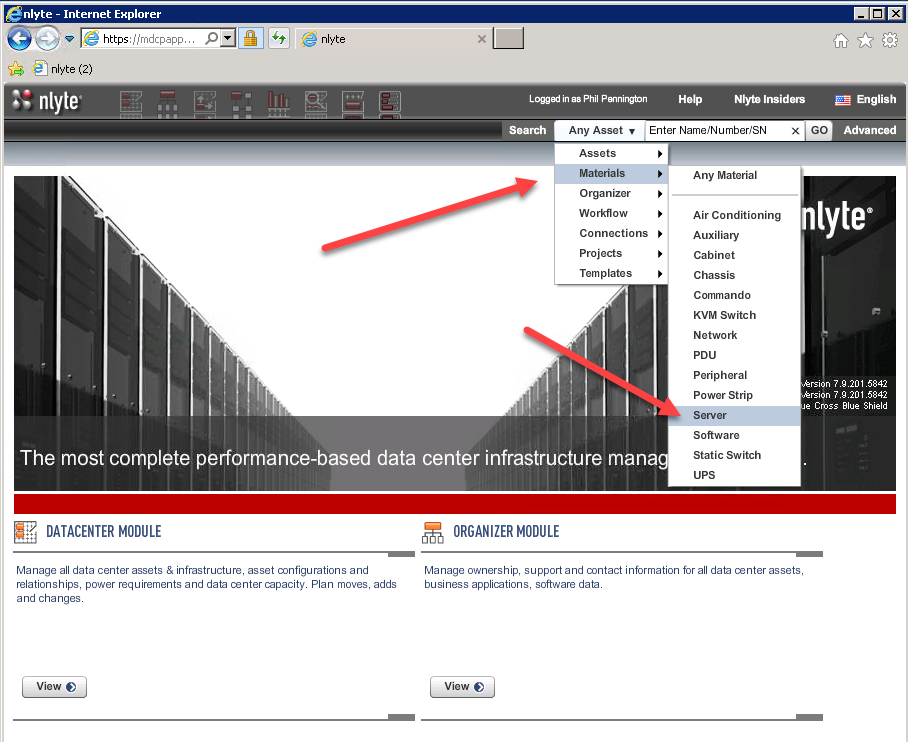 nlyte - Internet Explorer
https://mdcpapp...
nlyte
nlyte (2)
nlyte®
Logged in as Phil Pennington
Help
Nlyte Insiders
English
Search
Any Asset ▼
Enter Name/Number/SN
GO
Advanced
Assets
Materials
Organizer
Workflow
Connections
Projects
Templates
Any Material
Air Conditioning
Auxiliary
Cabinet
Chassis
Commando
KVM Switch
Network
PDU
Peripheral
Power Strip
Server
Software
Static Switch
UPS
nlyte®
Version 7.9.201.5842
Version 7.9.201.5842
ue Cross Blue Shield
The most complete performance-based data center infrastructure manag
.
DATACENTER MODULE
Manage all data center assets & infrastructure, asset configurations and
relationships, power requirements and data center capacity. Plan moves, adds
and changes.
View
ORGANIZER MODULE
Manage ownership, support and contact information for all data center assets,
business applications, software data.
View